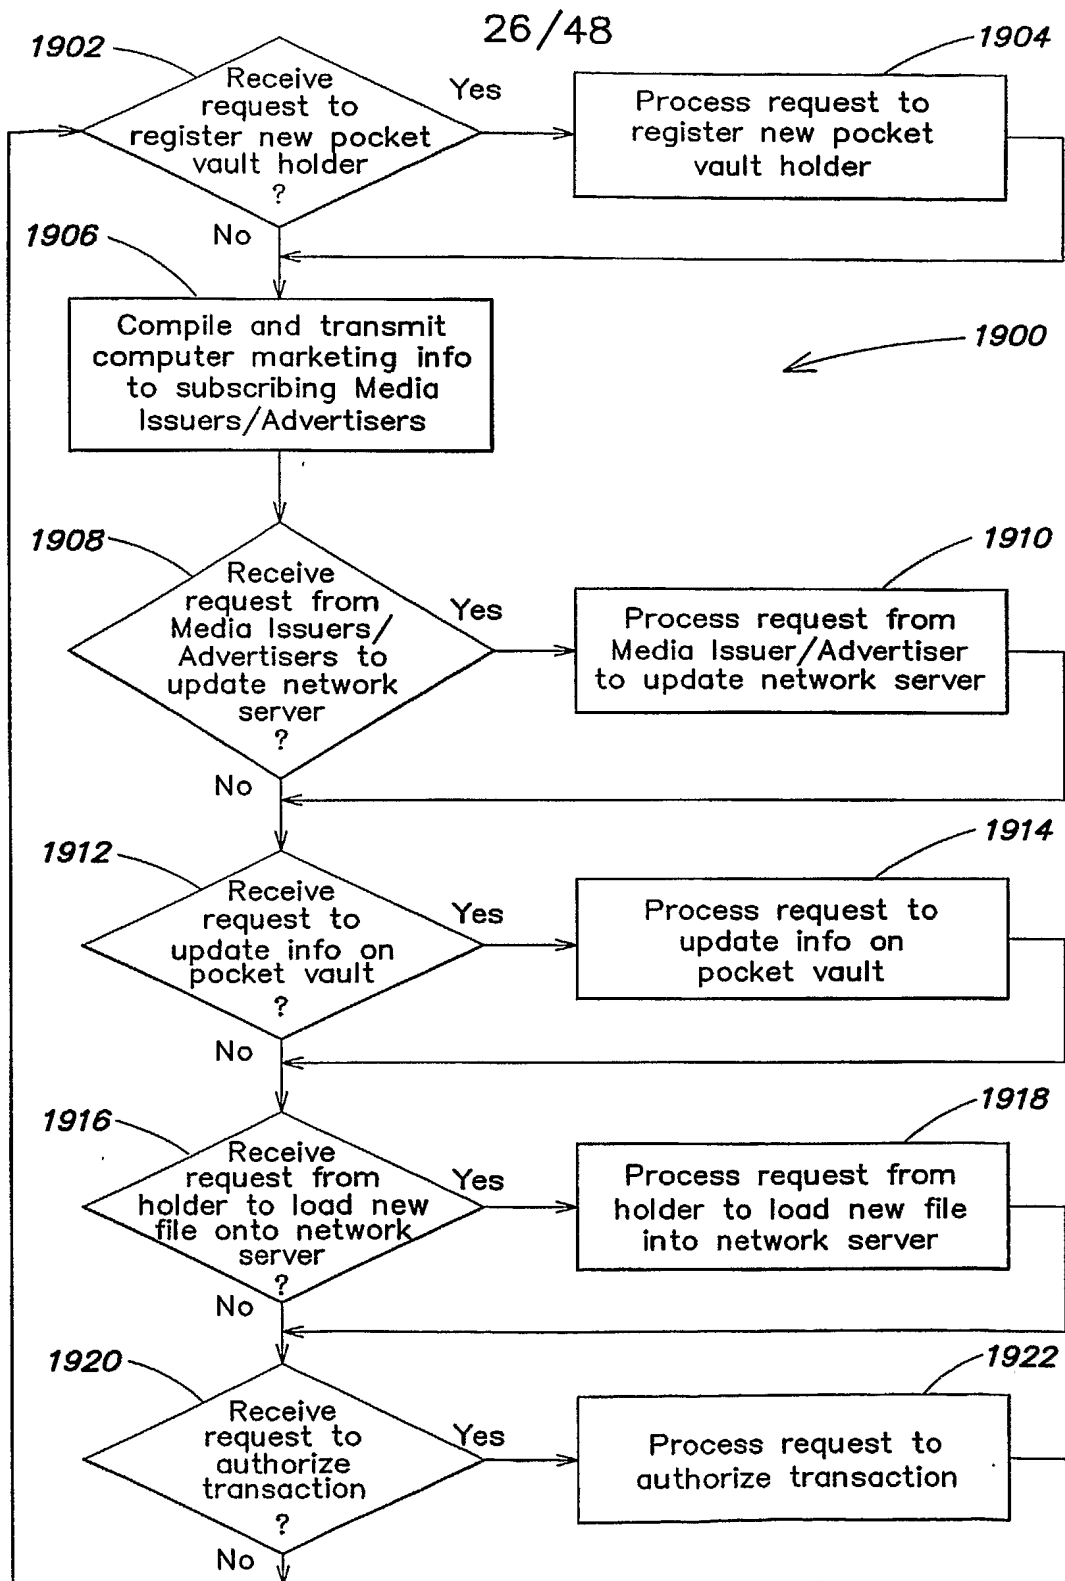 26/48
1902
Receive
request to
register new pocket
vault holder
?
Yes
1904
Process request to
register new pocket
vault holder
No
1906
Compile and transmit
computer marketing info
to subscribing Media
Issuers/Advertisers
1900
1908
Receive
request from
Media Issuers/
Advertisers to
update network
server
?
Yes
1910
Process request from
Media Issuer/Advertiser
to update network server
No
1912
Receive
request to
update info on
pocket vault
?
Yes
1914
Process request to
update info on
pocket vault
No
1916
Receive
request from
holder to load new
file onto network
server
?
Yes
1918
Process request from
holder to load new file
into network server
No
1920
Receive
request to
authorize
transaction
?
Yes
1922
Process request to
authorize transaction
No